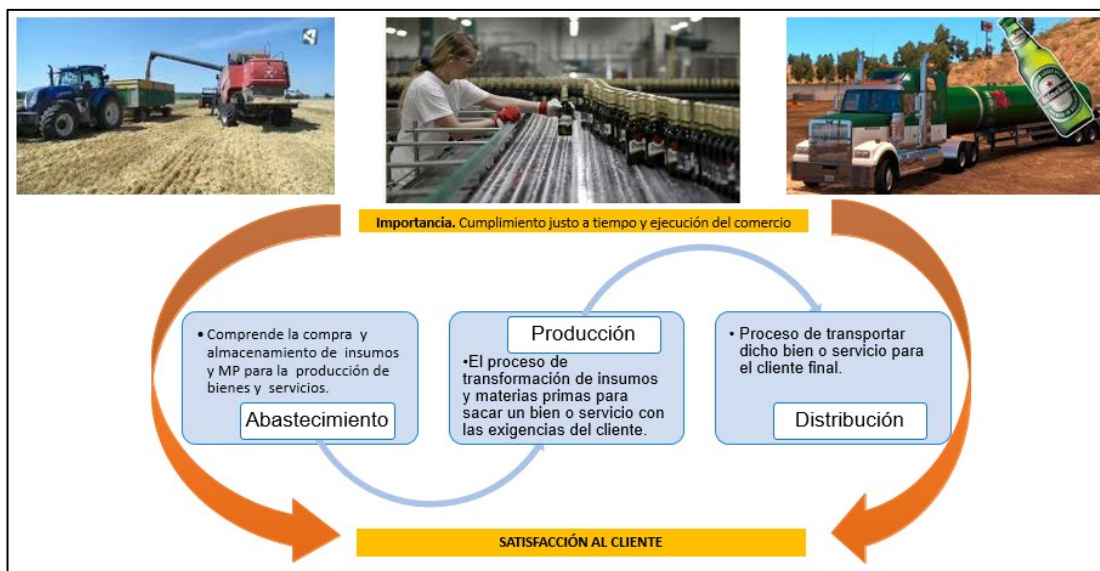 Heineken
Importancia. Cumplimiento justo a tiempo y ejecución del comercio
• Comprende la compra y
almacenamiento de insumos
y MP para la producción de
bienes y servicios.
Abastecimiento
Producción
•El proceso de
transformación de insumos
y materias primas para
sacar un bien o servicio con
las exigencias del cliente.
• Proceso de transportar
dicho bien o servicio para
el cliente final.
Distribución
SATISFACCIÓN AL CLIENTE